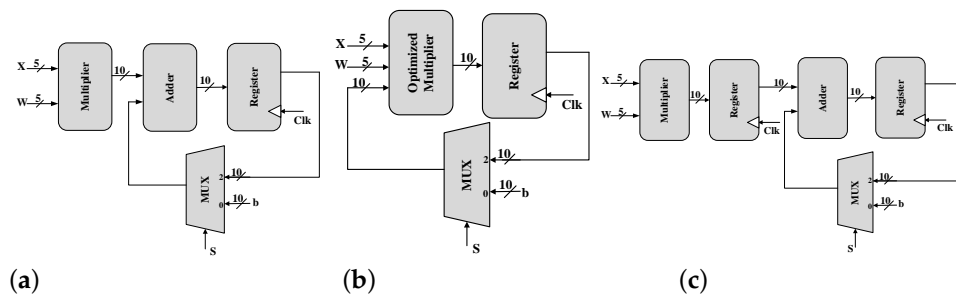 X 5
W 5
Multiplier
10
Adder
10
Register
Clk
10
2
MUX
10
0
b
S
(a)
X 5
W 5
10
Optimized
Multiplier
10
Register
Clk
10
2
MUX
10
0
b
S
(b)
X 5
W 5
Multiplier
10
Register
Clk
10
Adder
10
Register
Clk
10
2
MUX
10
0
b
S
(c)